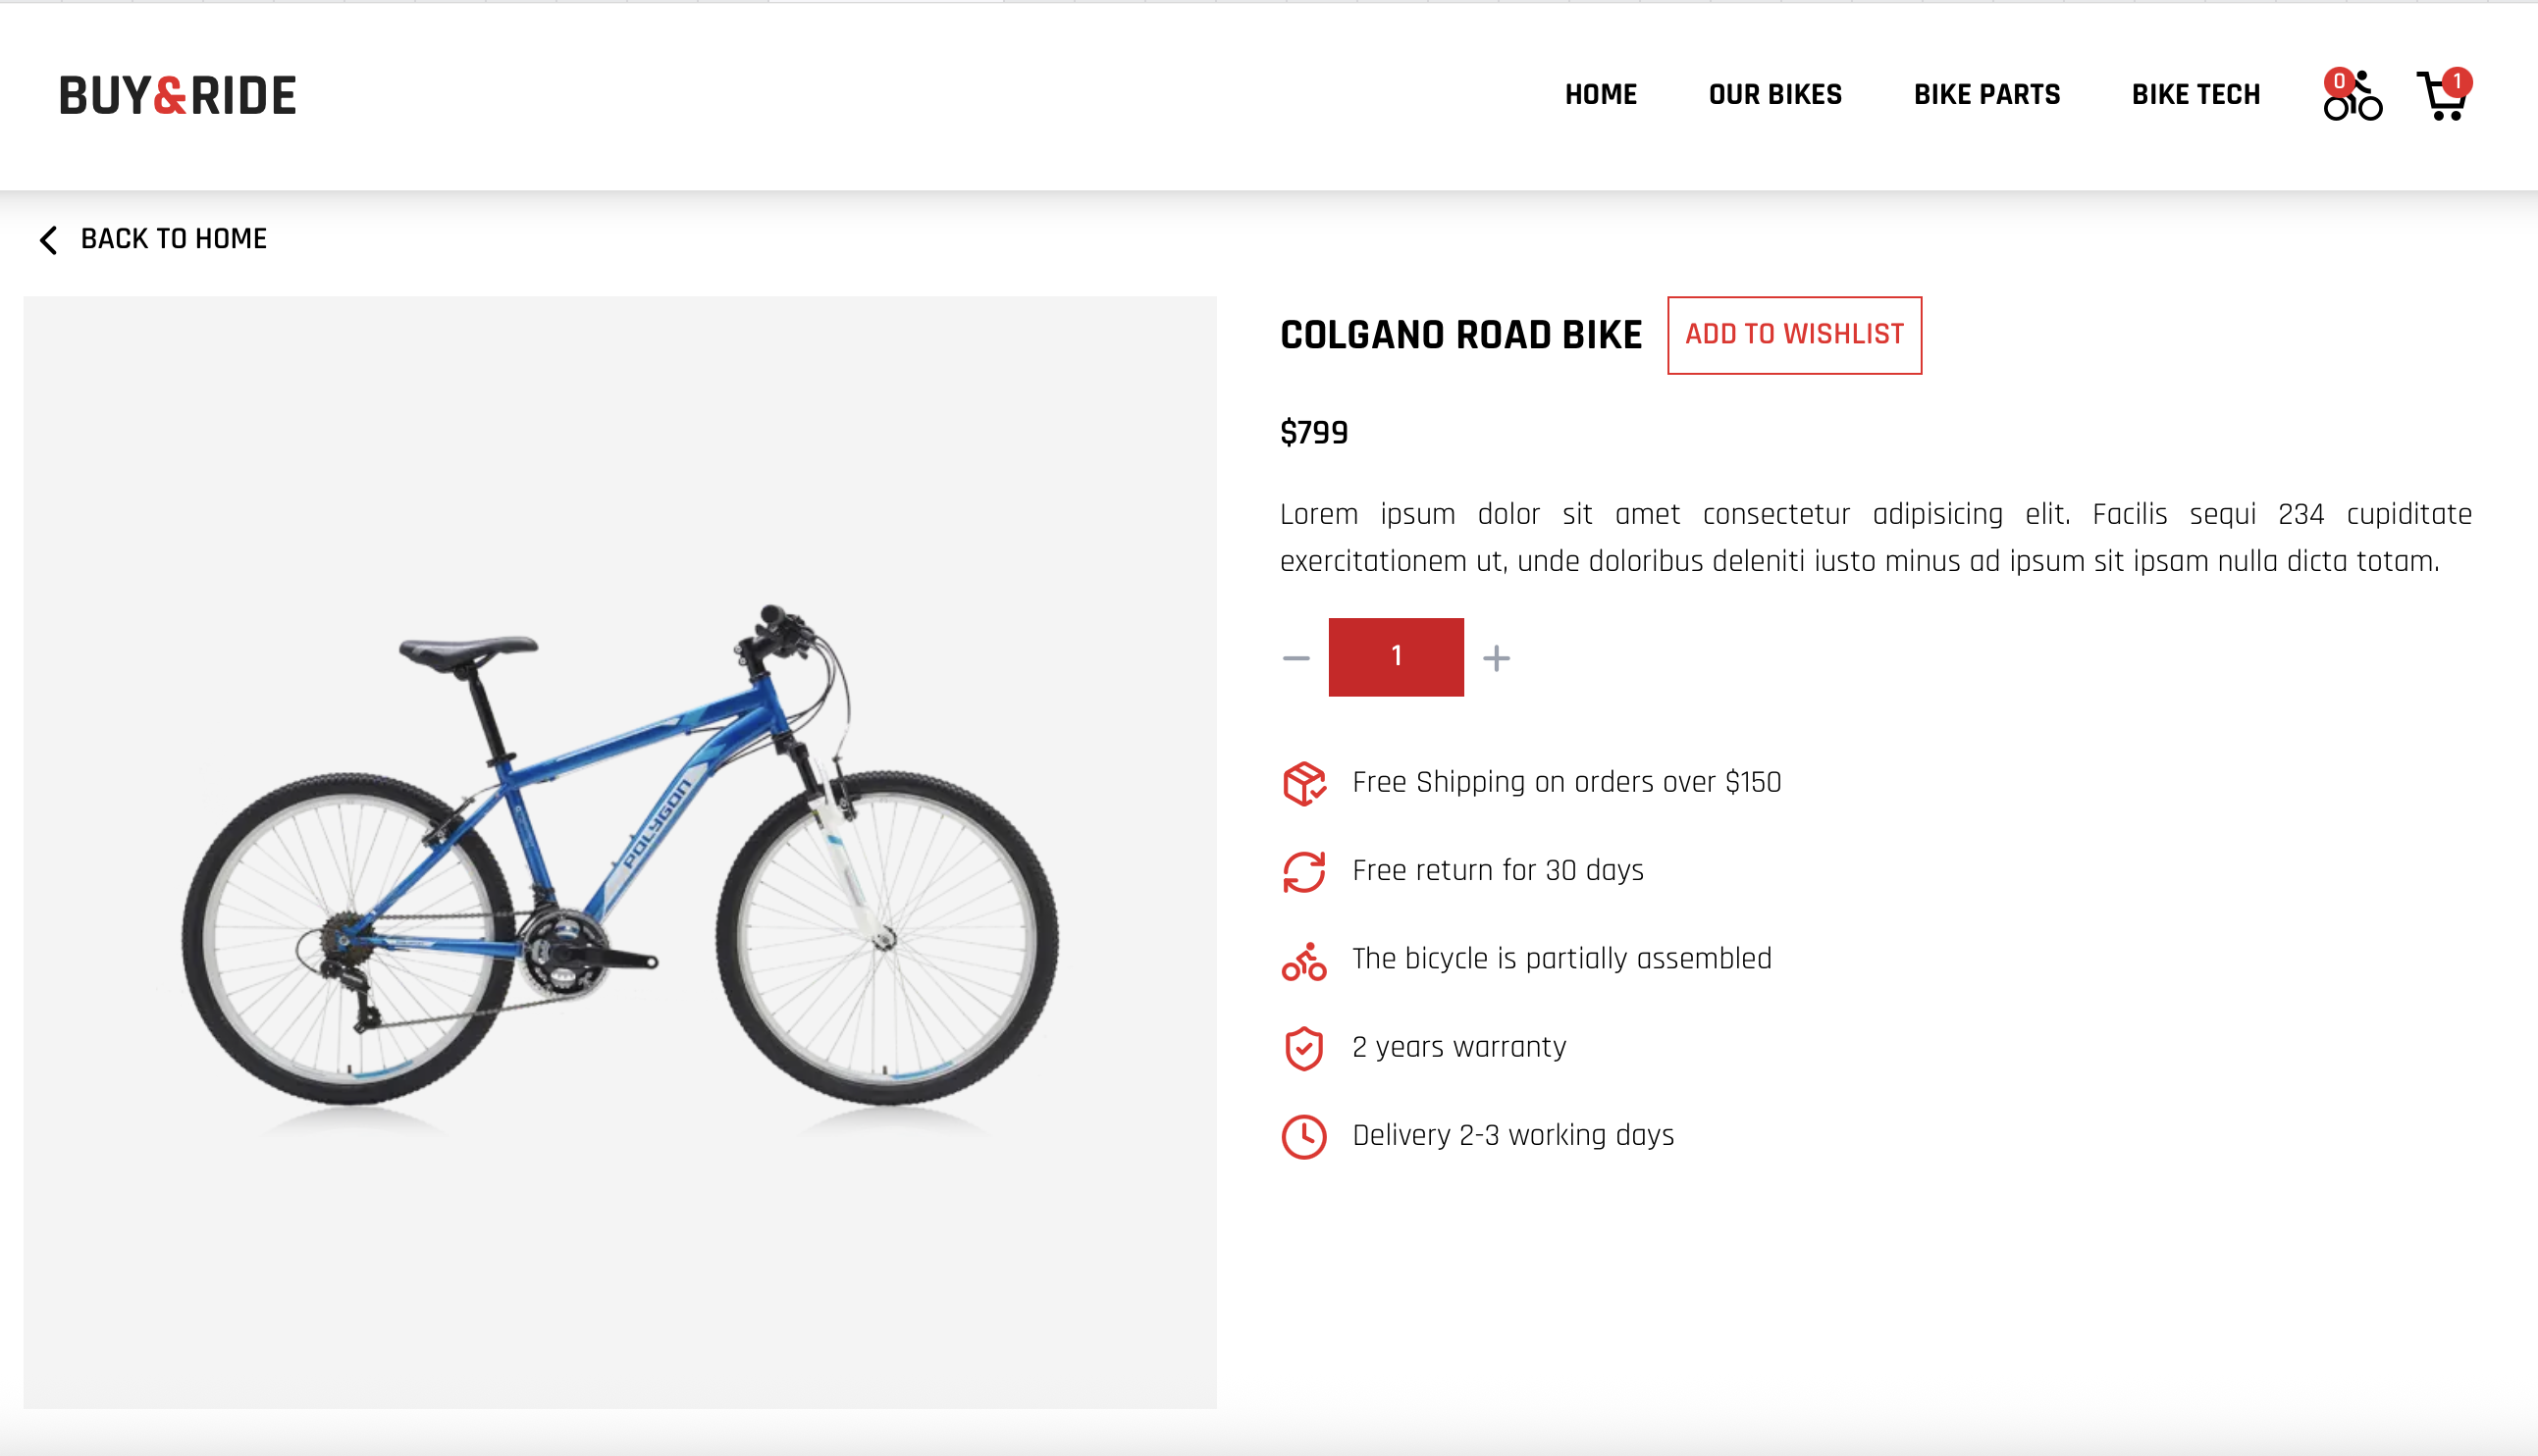 BUY&RIDE
HOME
OUR BIKES
BIKE PARTS
BIKE TECH
0
1
BACK TO HOME
POLYGON
COLGANO ROAD BIKE
ADD TO WISHLIST
$799
Lorem ipsum dolor sit amet consectetur adipisicing elit. Facilis sequi 234 cupiditate
exercitationem ut, unde doloribus deleniti iusto minus ad ipsum sit ipsam nulla dicta totam.
1
Free Shipping on orders over $150
Free return for 30 days
The bicycle is partially assembled
2 years warranty
Delivery 2-3 working days